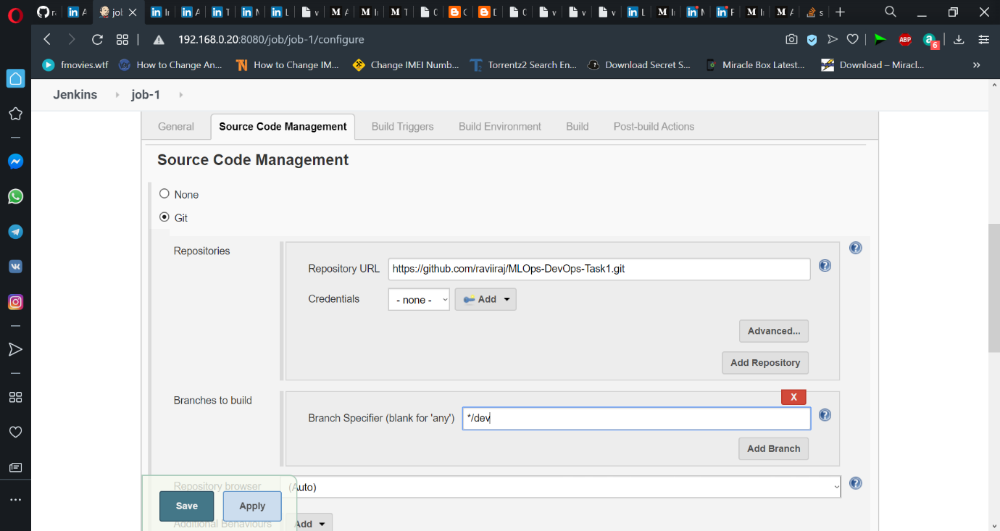 192.168.0.20:8080/job/job-1/configure
ABP
6
fmovies.wtf
How to Change An...
How to Change IM...
Change IMEI Numb...
Torrentz2 Search En...
Download Secret S...
Miracle Box Latest...
Download – Miracl...
Jenkins
job-1
General
Source Code Management
Build Triggers
Build Environment
Build
Post-build Actions
Source Code Management
None
Git
Repositories
Repository URL
https://github.com/raviiraj/MLOps-DevOps-Task1.git
Credentials
- none -
Add
Advanced...
Add Repository
Branches to build
X
Branch Specifier (blank for 'any')
*/dev
Add Branch
Repository browser
(Auto)
Save
Apply
Additional Behaviours
Add